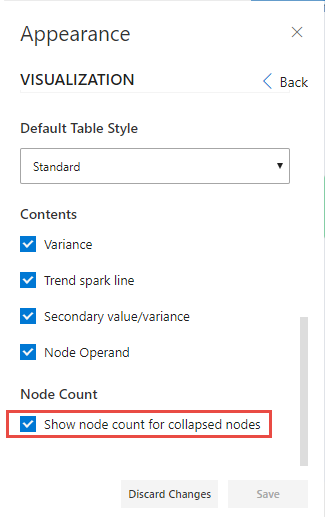 Appearance
VISUALIZATION
Back
Default Table Style
Standard
Contents
Variance
Trend spark line
Secondary value/variance
Node Operand
Node Count
Show node count for collapsed nodes
Discard Changes
Save